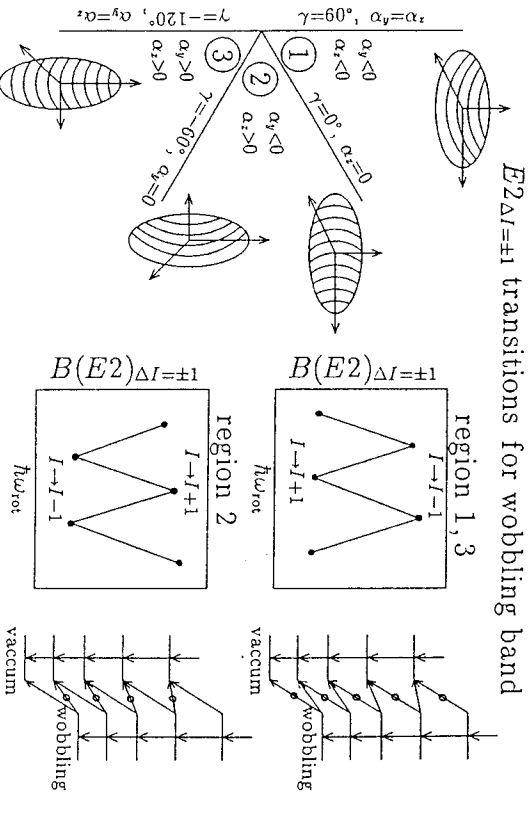 E2_{ΔI=±1} transitions for wobbling band
γ=60°, α_y=α_z
①
α_y<0
α_z<0
γ=0°, α_z=0
②
α_y<0
α_z>0
γ=-60°, α_y=0
③
α_y>0
α_z>0
γ=-120°, α_y=α_z
region 1,3
B(E2)_{ΔI=±1}
I→I-1
I→I+1
ħω_rot
vaccum
wobbling
region 2
B(E2)_{ΔI=±1}
I→I+1
I→I-1
ħω_rot
vaccum
wobbling